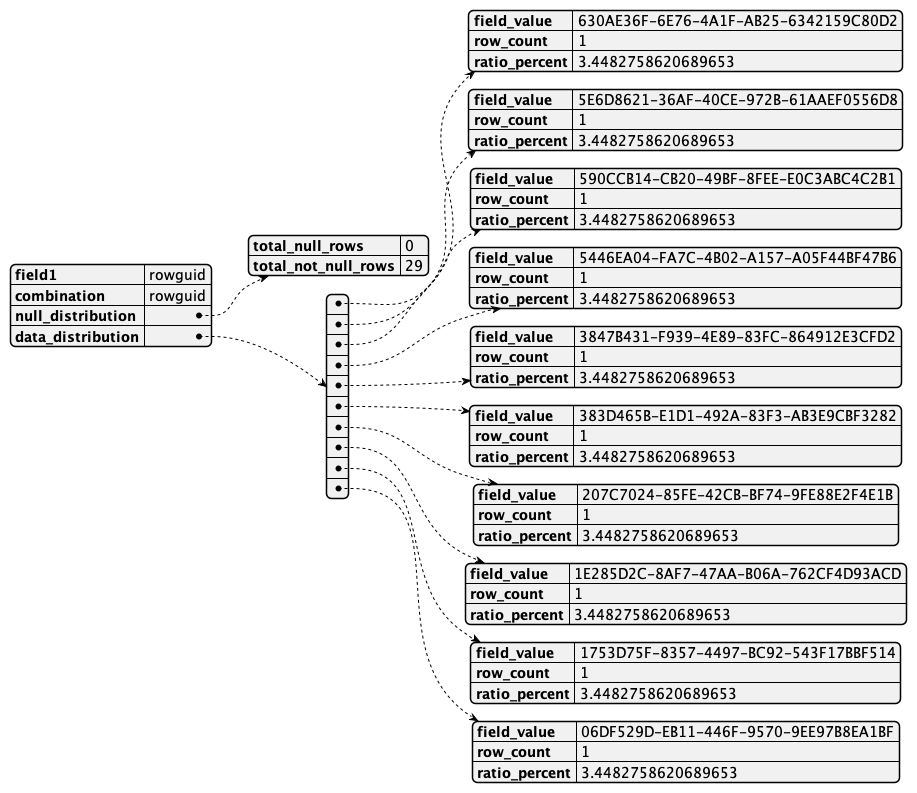 field_value 630AE36F-6E76-4A1F-AB25-6342159C80D2
row_count 1
ratio_percent 3.4482758620689653
field_value 5E6D8621-36AF-40CE-972B-61AAEF0556D8
row_count 1
ratio_percent 3.4482758620689653
field_value 590CCB14-CB20-49BF-8FEE-E0C3ABC4C2B1
row_count 1
ratio_percent 3.4482758620689653
total_null_rows 0
total_not_null_rows 29
field1 rowguid
combination rowguid
null_distribution
data_distribution
field_value 5446EA04-FA7C-4B02-A157-A05F44BF47B6
row_count 1
ratio_percent 3.4482758620689653
field_value 3847B431-F939-4E89-83FC-864912E3CFD2
row_count 1
ratio_percent 3.4482758620689653
field_value 383D465B-E1D1-492A-83F3-AB3E9CBF3282
row_count 1
ratio_percent 3.4482758620689653
field_value 207C7024-85FE-42CB-BF74-9FE88E2F4E1B
row_count 1
ratio_percent 3.4482758620689653
field_value 1E285D2C-8AF7-47AA-B06A-762CF4D93ACD
row_count 1
ratio_percent 3.4482758620689653
field_value 1753D75F-8357-4497-BC92-543F17BBF514
row_count 1
ratio_percent 3.4482758620689653
field_value 06DF529D-EB11-446F-9570-9EE97B8EA1BF
row_count 1
ratio_percent 3.4482758620689653